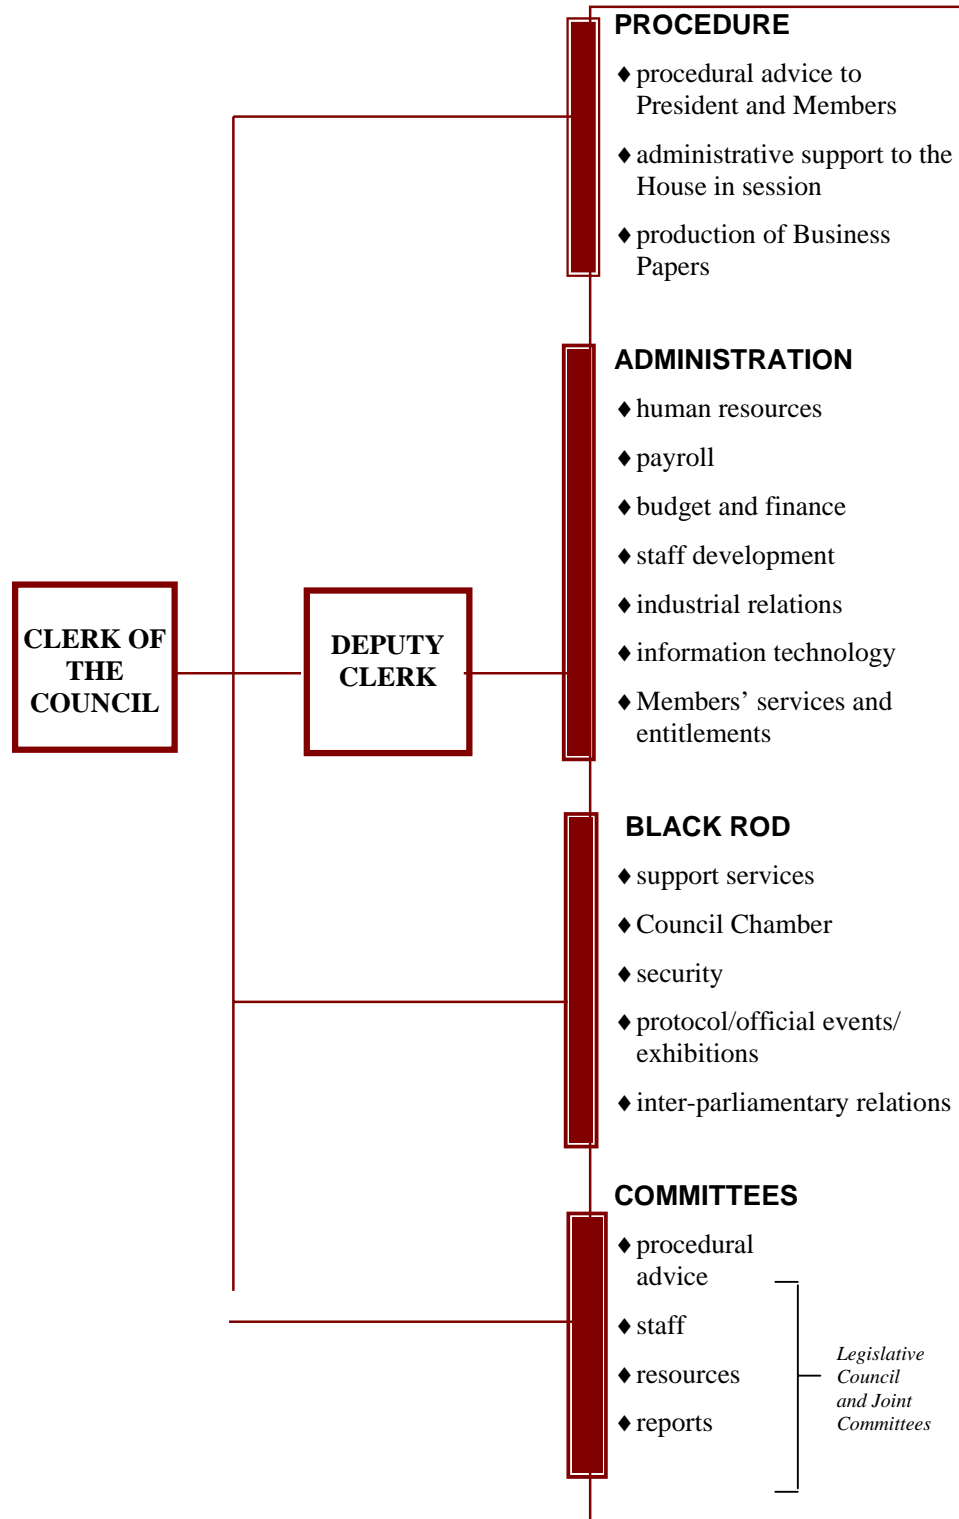 PROCEDURE
♦ procedural advice to
President and Members
♦ administrative support to the
House in session
♦ production of Business
Papers
ADMINISTRATION
♦ human resources
♦ payroll
♦ budget and finance
♦ staff development
♦ industrial relations
♦ information technology
♦ Members’ services and
entitlements
CLERK OF
THE
COUNCIL
DEPUTY
CLERK
BLACK ROD
♦ support services
♦ Council Chamber
♦ security
♦ protocol/official events/
exhibitions
♦ inter-parliamentary relations
COMMITTEES
♦ procedural
advice
♦ staff
♦ resources
♦ reports
Legislative
Council
and Joint
Committees